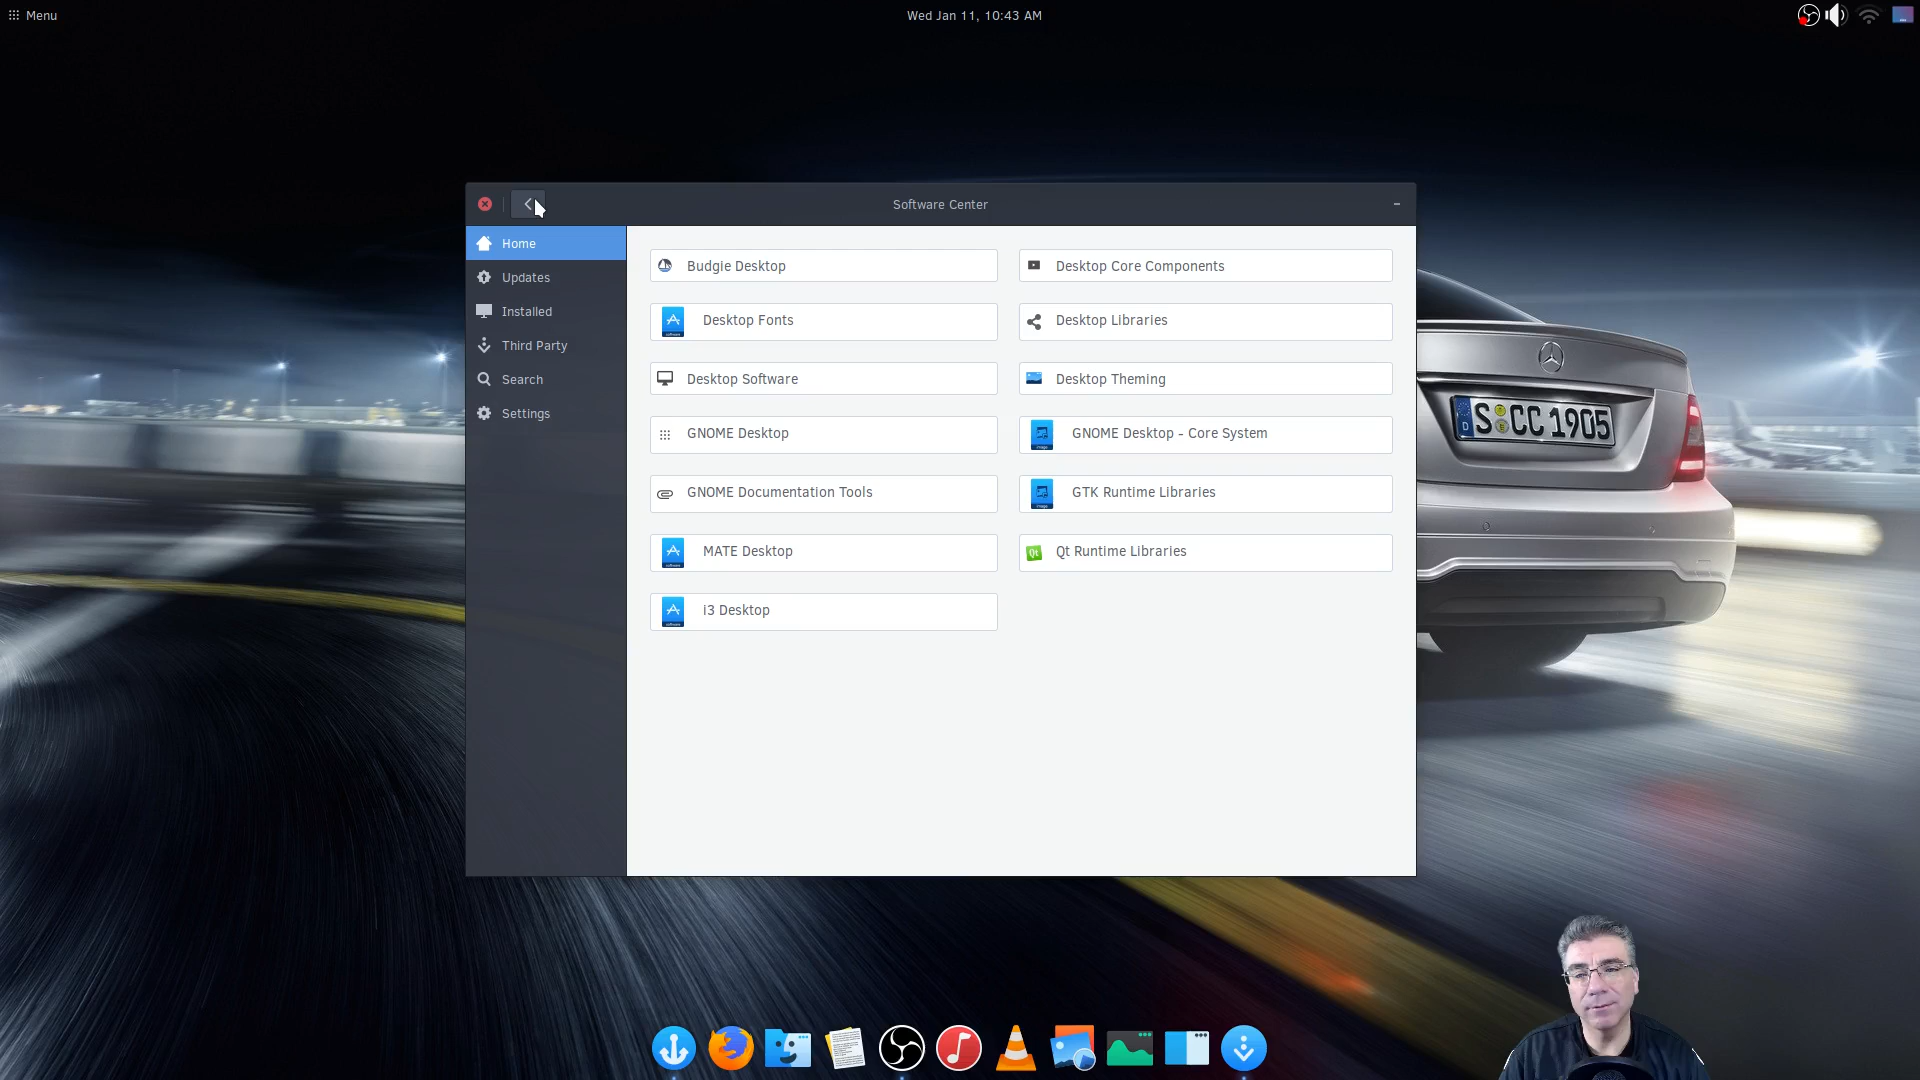 Menu
Wed Jan 11, 10:43 AM
Software Center
Home
Updates
Installed
Third Party
Search
Settings
Budgie Desktop
Desktop Core Components
Desktop Fonts
Desktop Libraries
Desktop Software
Desktop Theming
GNOME Desktop
GNOME Desktop - Core System
GNOME Documentation Tools
GTK Runtime Libraries
MATE Desktop
Qt Runtime Libraries
i3 Desktop
S CC 1905
D
Qt